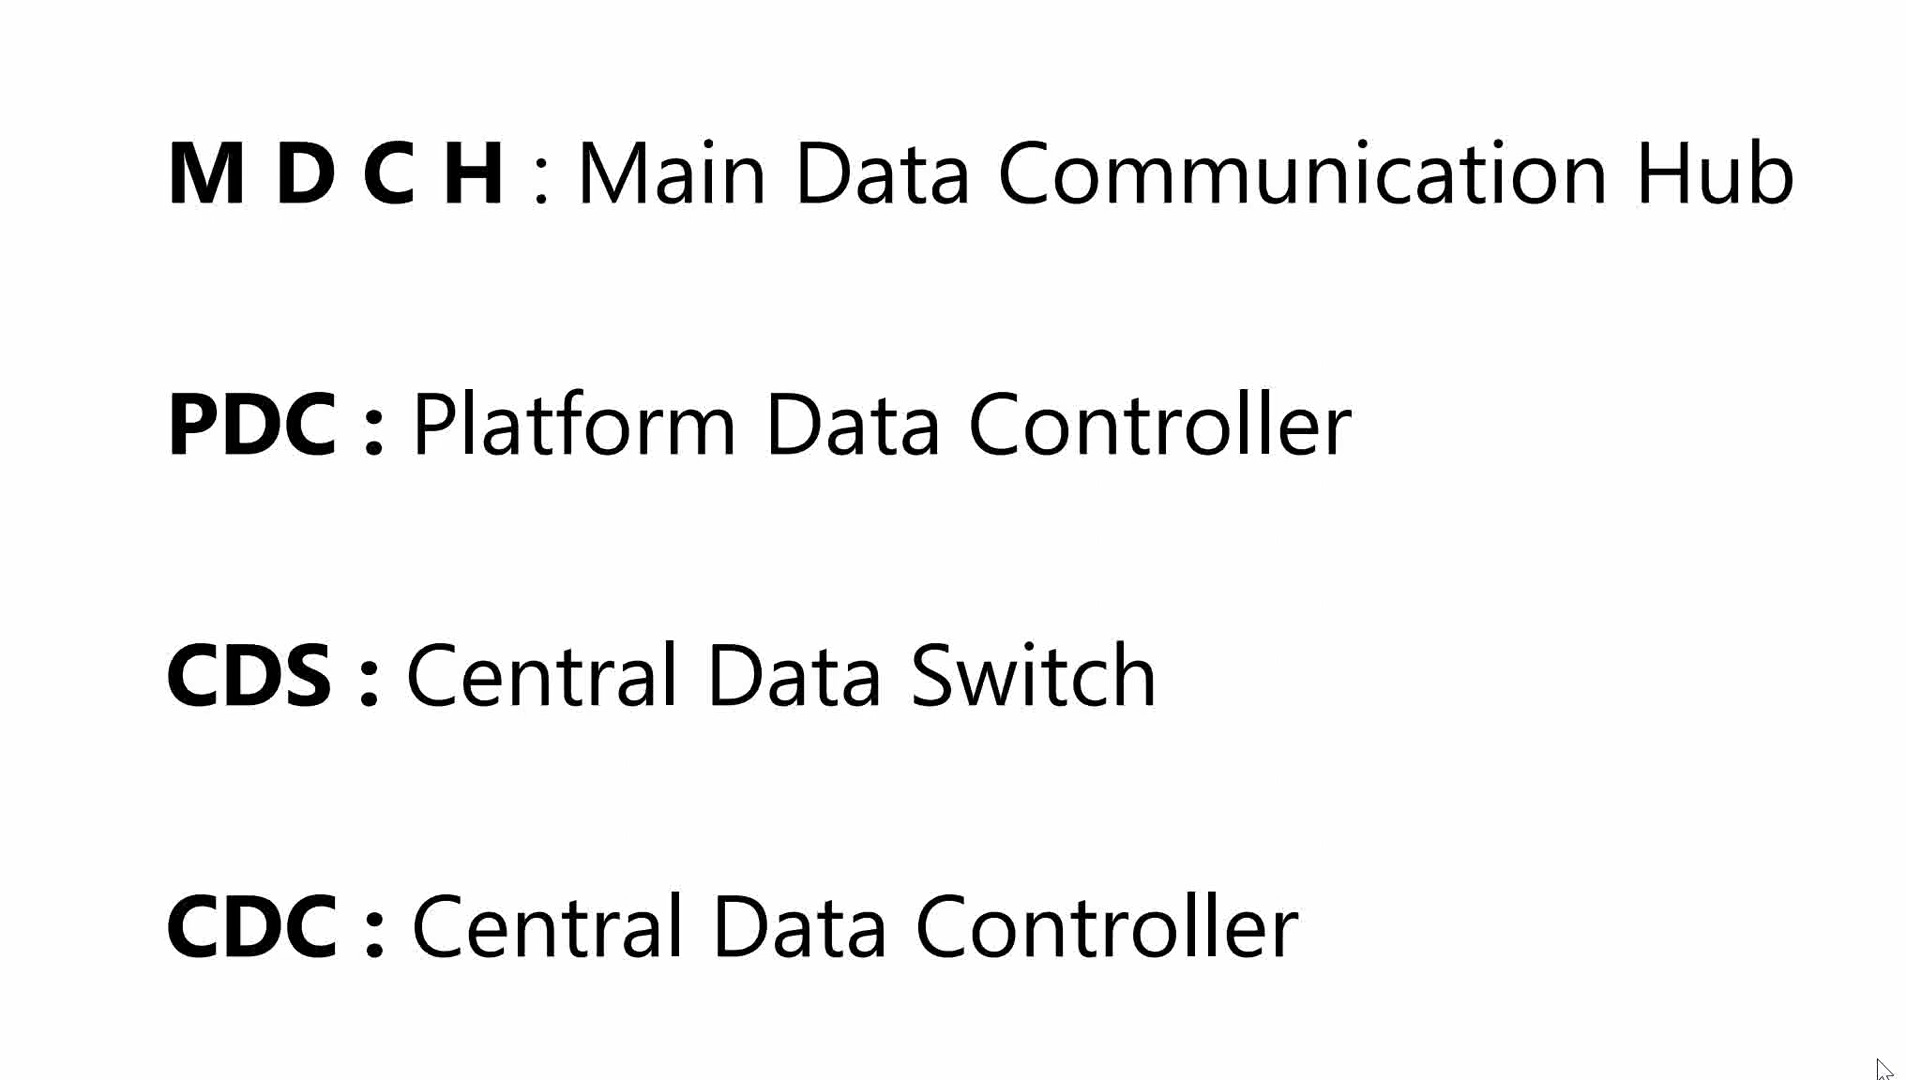 M D C H : Main Data Communication Hub
PDC : Platform Data Controller
CDS : Central Data Switch
CDC : Central Data Controller